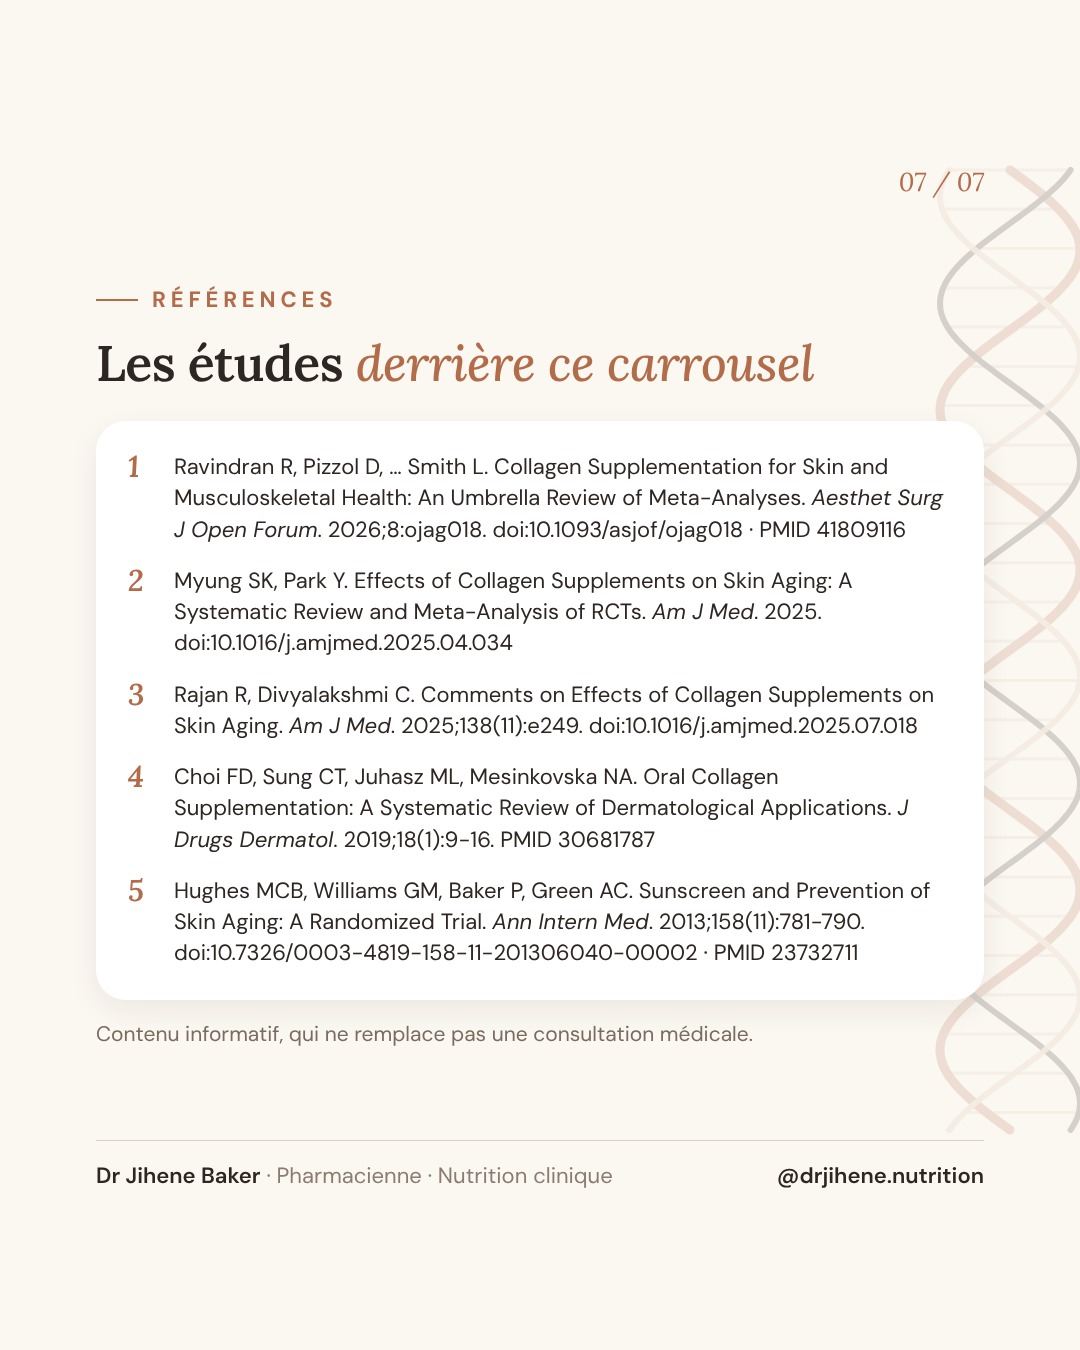 07 / 07
RÉFÉRENCES
Les études derrière ce carrousel
1 Ravindran R, Pizzol D, ... Smith L. Collagen Supplementation for Skin and
Musculoskeletal Health: An Umbrella Review of Meta-Analyses. Aesthet Surg
J Open Forum. 2026;8:ojag018. doi:10.1093/asjof/ojag018 · PMID 41809116
2 Myung SK, Park Y. Effects of Collagen Supplements on Skin Aging: A
Systematic Review and Meta-Analysis of RCTs. Am J Med. 2025.
doi:10.1016/j.amjmed.2025.04.034
3 Rajan R, Divyalakshmi C. Comments on Effects of Collagen Supplements on
Skin Aging. Am J Med. 2025;138(11):e249. doi:10.1016/j.amjmed.2025.07.018
4 Choi FD, Sung CT, Juhasz ML, Mesinkovska NA. Oral Collagen
Supplementation: A Systematic Review of Dermatological Applications. J
Drugs Dermatol. 2019;18(1):9-16. PMID 30681787
5 Hughes MCB, Williams GM, Baker P, Green AC. Sunscreen and Prevention of
Skin Aging: A Randomized Trial. Ann Intern Med. 2013;158(11):781-790.
doi:10.7326/0003-4819-158-11-201306040-00002 · PMID 23732711
Contenu informatif, qui ne remplace pas une consultation médicale.
Dr Jihene Baker · Pharmacienne · Nutrition clinique
@drjihene.nutrition